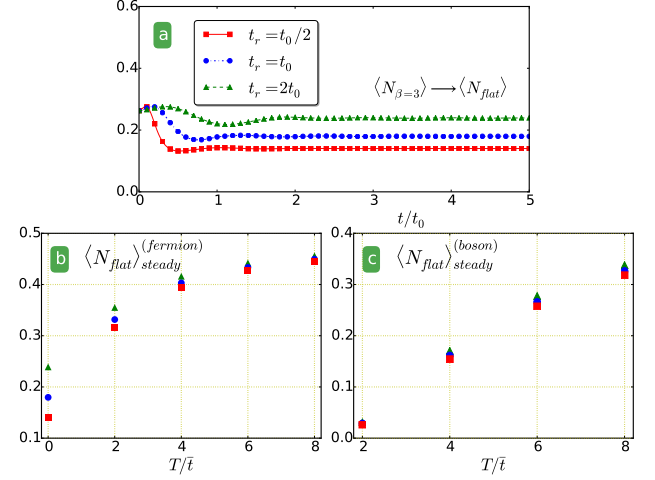 0.6
a
t_r = t_0/2
t_r = t_0
t_r = 2t_0
0.4
⟨N_{β=3}⟩ ⟶ ⟨N_{flat}⟩
0.2
0.0
0 1 2 3 4 5
t/t_0
0.5
b
⟨N_{flat}⟩_{steady}^{(fermion)}
0.4
0.3
0.2
0.1
0 2 4 6 8
T/t̄
0.4
c
⟨N_{flat}⟩_{steady}^{(boson)}
0.3
0.2
0.1
0.0
2 4 6 8
T/t̄